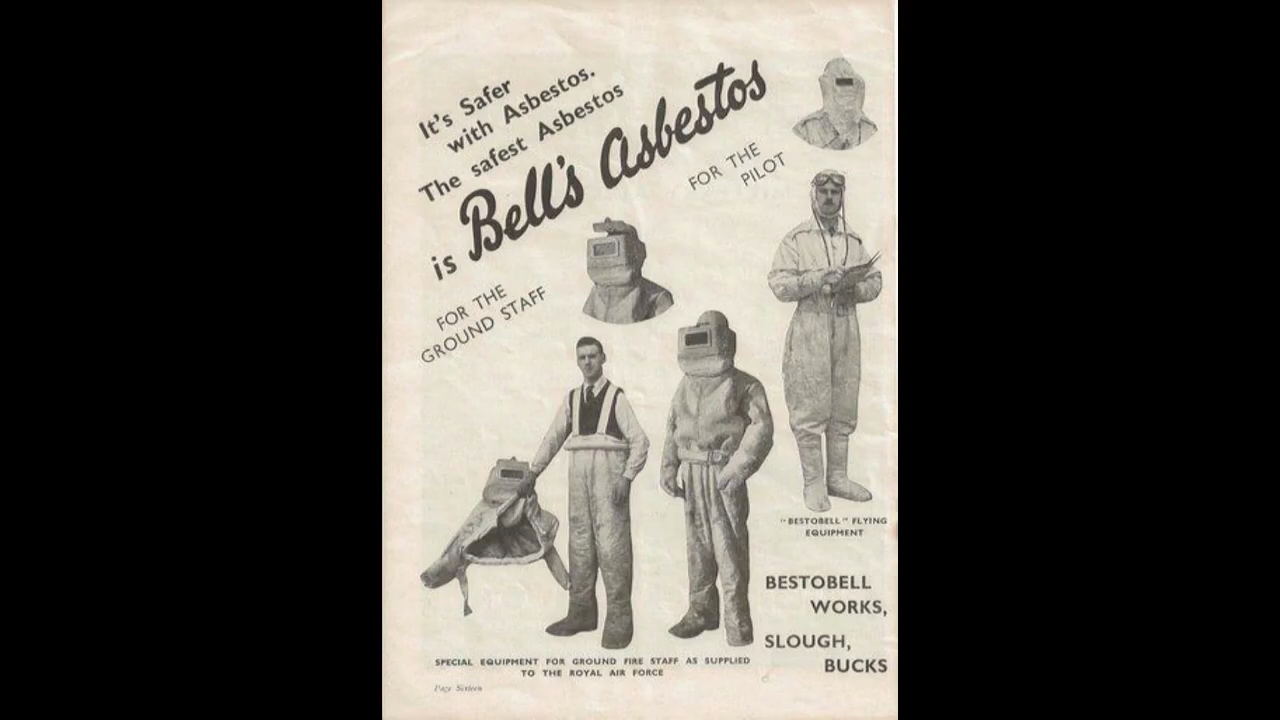 It's Safer
with Asbestos.
The safest Asbestos
is Bell's Asbestos
FOR THE
PILOT
FOR THE
GROUND STAFF
"BESTOBELL" FLYING
EQUIPMENT
BESTOBELL
WORKS,
SLOUGH,
BUCKS
SPECIAL EQUIPMENT FOR GROUND FIRE STAFF AS SUPPLIED
TO THE ROYAL AIR FORCE
Page Sixteen